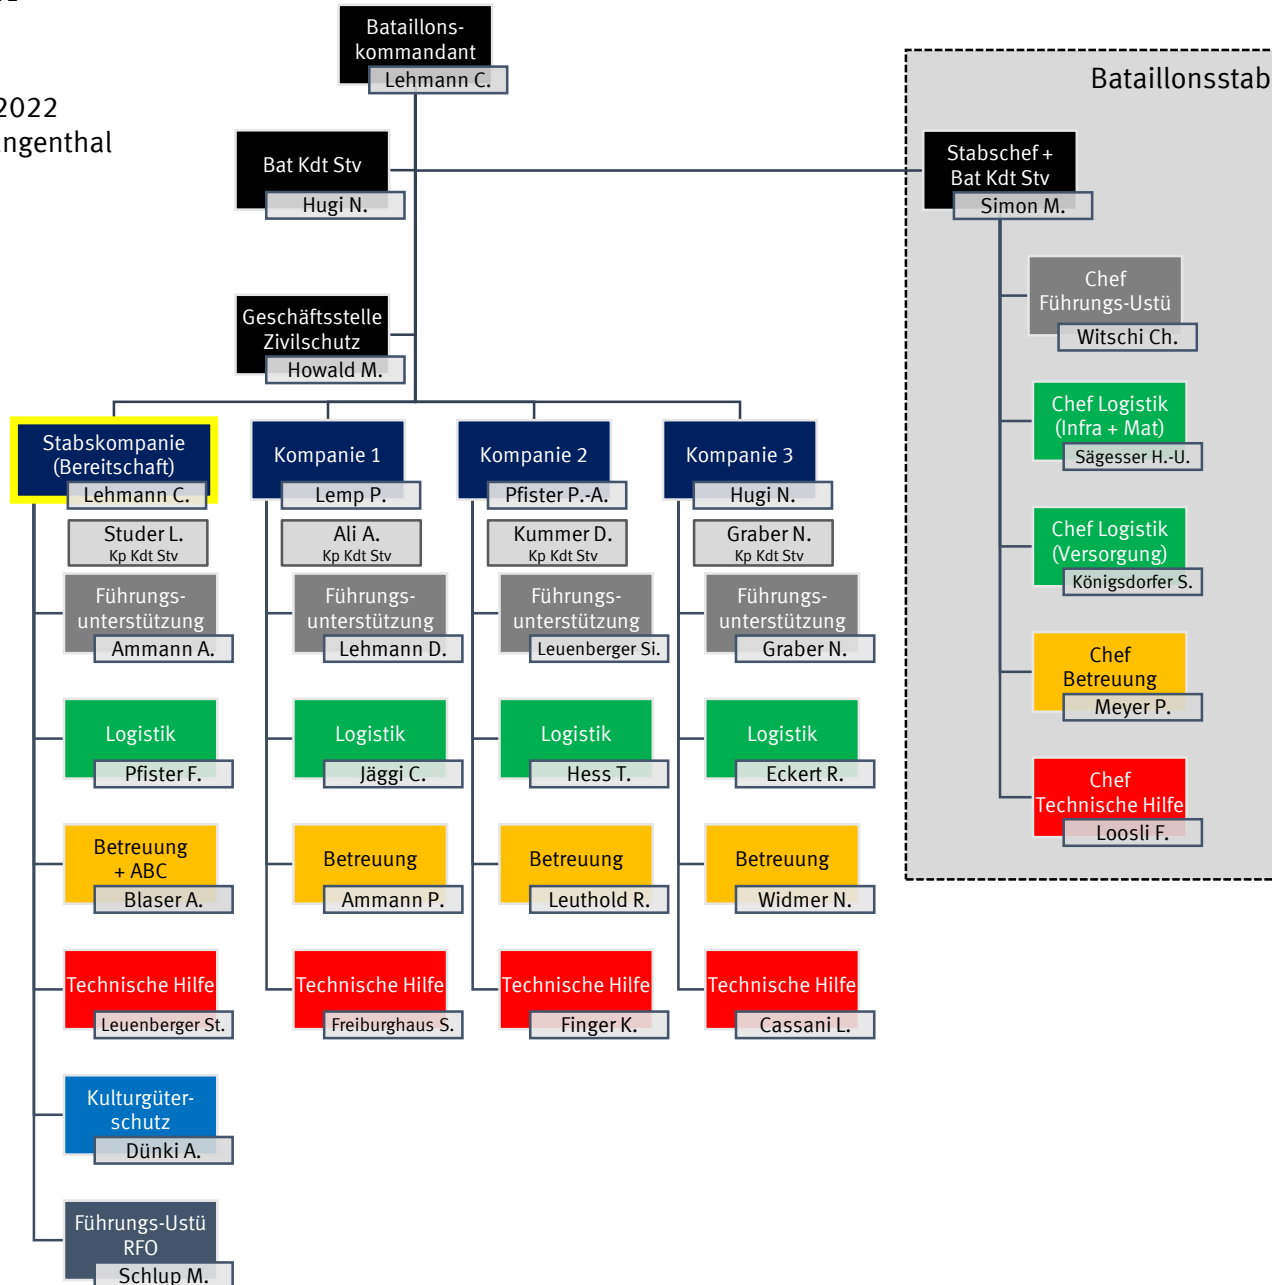 2022
Bataillons-
kommandant
Lehmann C.
Bataillonsstab
Bat Kdt Stv
Hugi N.
Stabschef +
Bat Kdt Stv
Simon M.
Geschäftsstelle
Zivilschutz
Howald M.
Chef
Führungs-Ustü
Witschi Ch.
Chef Logistik
(Infra + Mat)
Sägesser H.-U.
Chef Logistik
(Versorgung)
Königsdorfer S.
Chef
Betreuung
Meyer P.
Chef
Technische Hilfe
Loosli F.
Stabskompanie
(Bereitschaft)
Lehmann C.
Studer L.
Kp Kdt Stv
Führungs-
unterstützung
Ammann A.
Logistik
Pfister F.
Betreuung
+ ABC
Blaser A.
Technische Hilfe
Leuenberger St.
Kulturgüter-
schutz
Dünki A.
Führungs-Ustü
RFO
Schlup M.
Kompanie 1
Lemp P.
Ali A.
Kp Kdt Stv
Führungs-
unterstützung
Lehmann D.
Logistik
Jäggi C.
Betreuung
Ammann P.
Technische Hilfe
Freiburghaus S.
Kompanie 2
Pfister P.-A.
Kummer D.
Kp Kdt Stv
Führungs-
unterstützung
Leuenberger Si.
Logistik
Hess T.
Betreuung
Leuthold R.
Technische Hilfe
Finger K.
Kompanie 3
Hugi N.
Graber N.
Kp Kdt Stv
Führungs-
unterstützung
Graber N.
Logistik
Eckert R.
Betreuung
Widmer N.
Technische Hilfe
Cassani L.